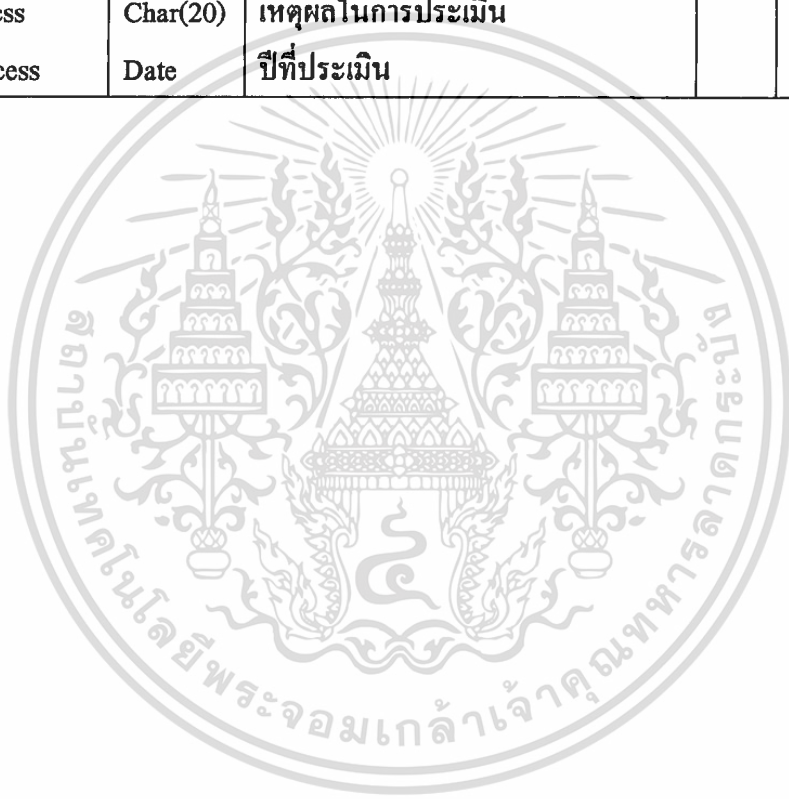 ess Char(20) เหตุผลในการประเมิน
cess Date ปีที่ประเมิน
สถาบันเทคโนโลยีพระจอมเกล้าเจ้าคุณทหารลาดกระบัง